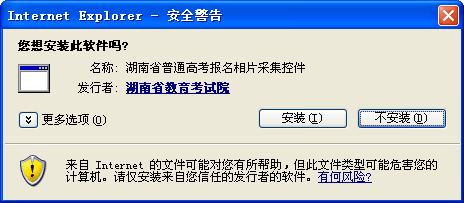 Internet Explorer - 安全警告
您想安装此软件吗?
名称: 湖南省普通高考报名相片采集控件
发行者: 湖南省教育考试院
更多选项(O) 安装(I) 不安装(D)
来自 Internet 的文件可能对您有所帮助，但此文件类型可能危害您的
计算机。请仅安装来自您信任的发行者的软件。有何风险?